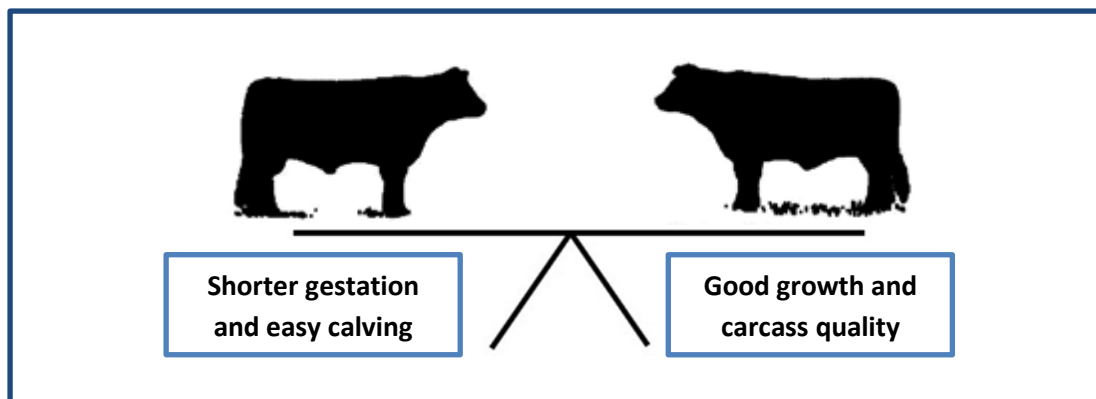 Shorter gestation
and easy calving
Good growth and
carcass quality